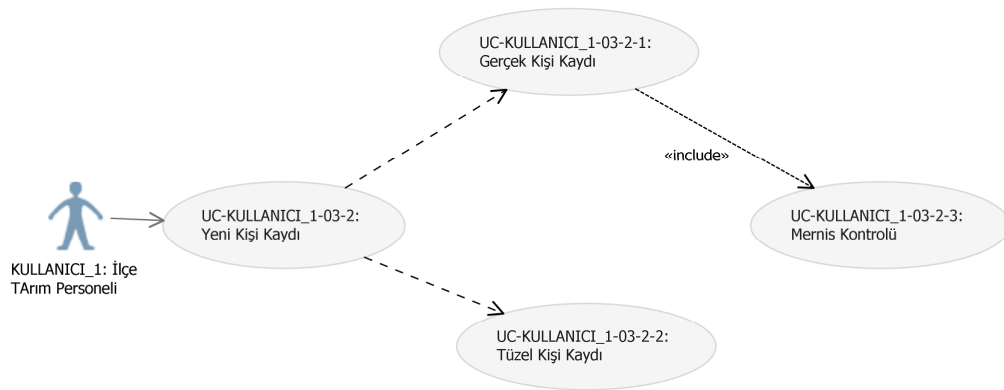 UC-KULLANICI_1-03-2-1:
Gerçek Kişi Kaydı
«include»
UC-KULLANICI_1-03-2:
Yeni Kişi Kaydı
UC-KULLANICI_1-03-2-3:
Mernis Kontrolü
KULLANICI_1: İlçe
TArım Personeli
UC-KULLANICI_1-03-2-2:
Tüzel Kişi Kaydı